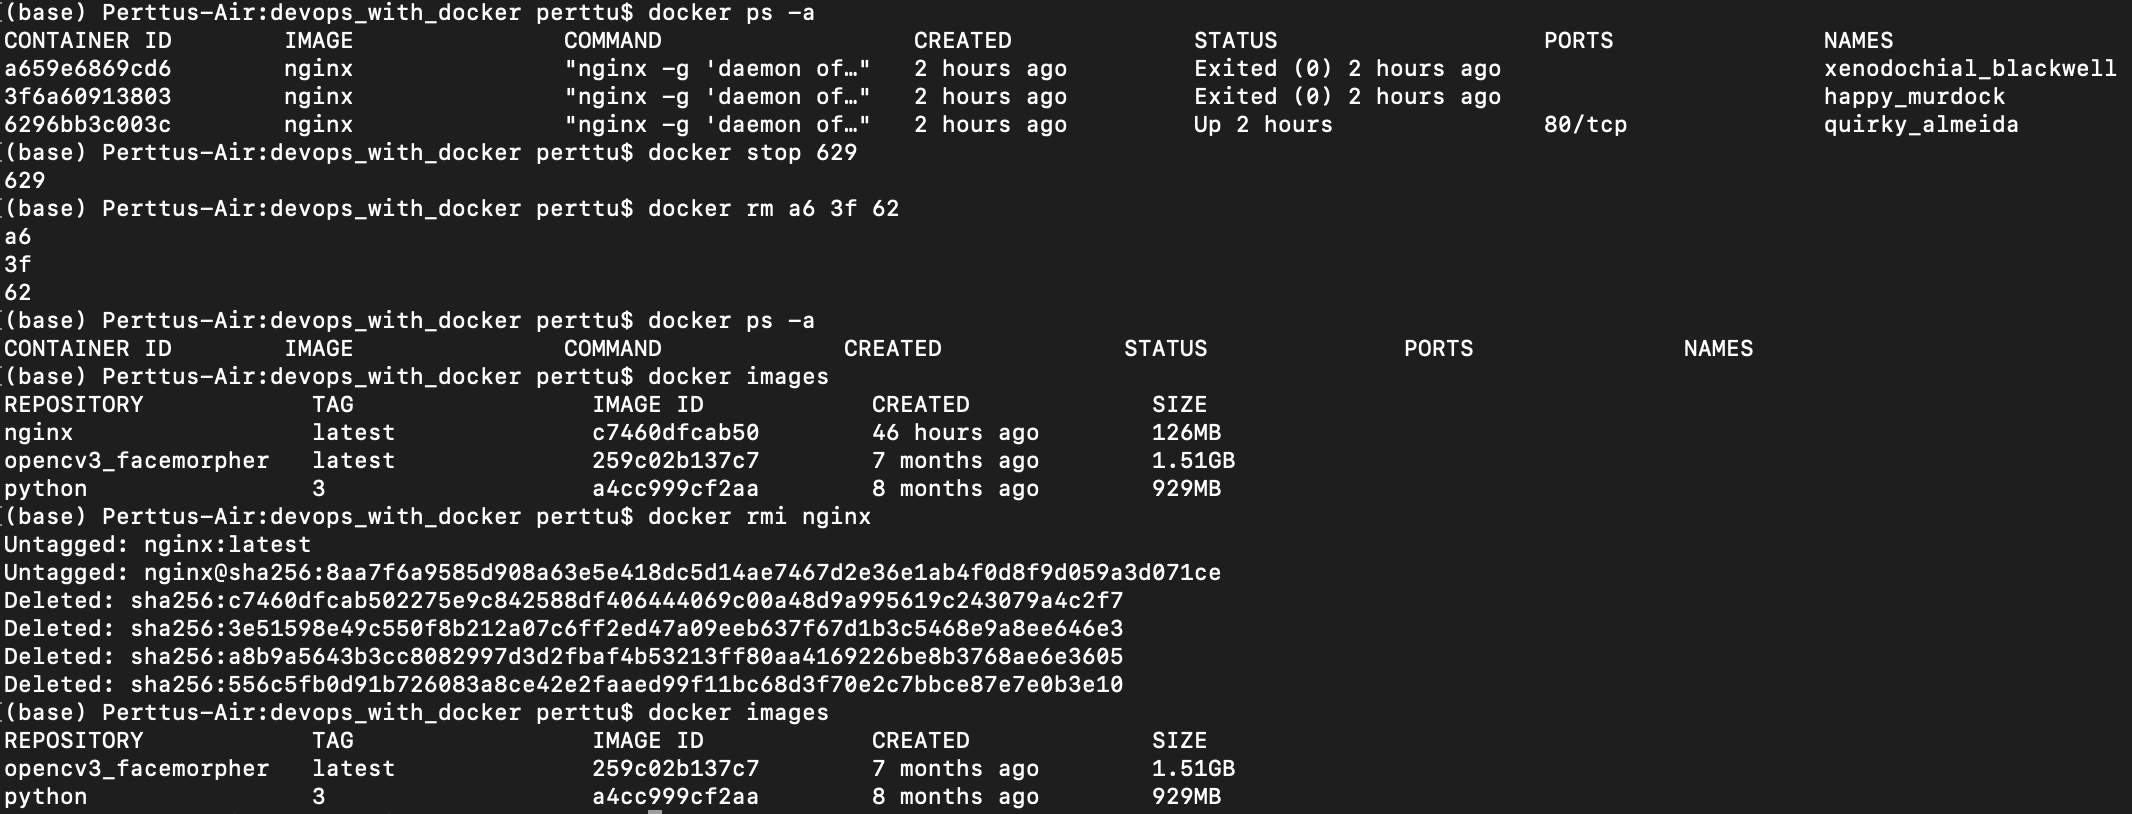 (base) Perttus-Air:devops_with_docker perttu$ docker ps -a
CONTAINER ID        IMAGE               COMMAND                  CREATED             STATUS                   PORTS               NAMES
a659e6869cd6        nginx               "nginx -g 'daemon of…"   2 hours ago         Exited (0) 2 hours ago                       xenodochial_blackwell
3f6a60913803        nginx               "nginx -g 'daemon of…"   2 hours ago         Exited (0) 2 hours ago                       happy_murdock
6296bb3c003c        nginx               "nginx -g 'daemon of…"   2 hours ago         Up 2 hours               80/tcp              quirky_almeida
(base) Perttus-Air:devops_with_docker perttu$ docker stop 629
629
(base) Perttus-Air:devops_with_docker perttu$ docker rm a6 3f 62
a6
3f
62
(base) Perttus-Air:devops_with_docker perttu$ docker ps -a
CONTAINER ID        IMAGE               COMMAND             CREATED             STATUS              PORTS               NAMES
(base) Perttus-Air:devops_with_docker perttu$ docker images
REPOSITORY            TAG                 IMAGE ID            CREATED             SIZE
nginx                 latest              c7460dfcab50        46 hours ago        126MB
opencv3_facemorpher   latest              259c02b137c7        7 months ago        1.51GB
python                3                   a4cc999cf2aa        8 months ago        929MB
(base) Perttus-Air:devops_with_docker perttu$ docker rmi nginx
Untagged: nginx:latest
Untagged: nginx@sha256:8aa7f6a9585d908a63e5e418dc5d14ae7467d2e36e1ab4f0d8f9d059a3d071ce
Deleted: sha256:c7460dfcab502275e9c842588df406444069c00a48d9a995619c243079a4c2f7
Deleted: sha256:3e51598e49c550f8b212a07c6ff2ed47a09eeb637f67d1b3c5468e9a8ee646e3
Deleted: sha256:a8b9a5643b3cc8082997d3d2fbaf4b53213ff80aa4169226be8b3768ae6e3605
Deleted: sha256:556c5fb0d91b726083a8ce42e2faaed99f11bc68d3f70e2c7bbce87e7e0b3e10
(base) Perttus-Air:devops_with_docker perttu$ docker images
REPOSITORY            TAG                 IMAGE ID            CREATED             SIZE
opencv3_facemorpher   latest              259c02b137c7        7 months ago        1.51GB
python                3                   a4cc999cf2aa        8 months ago        929MB